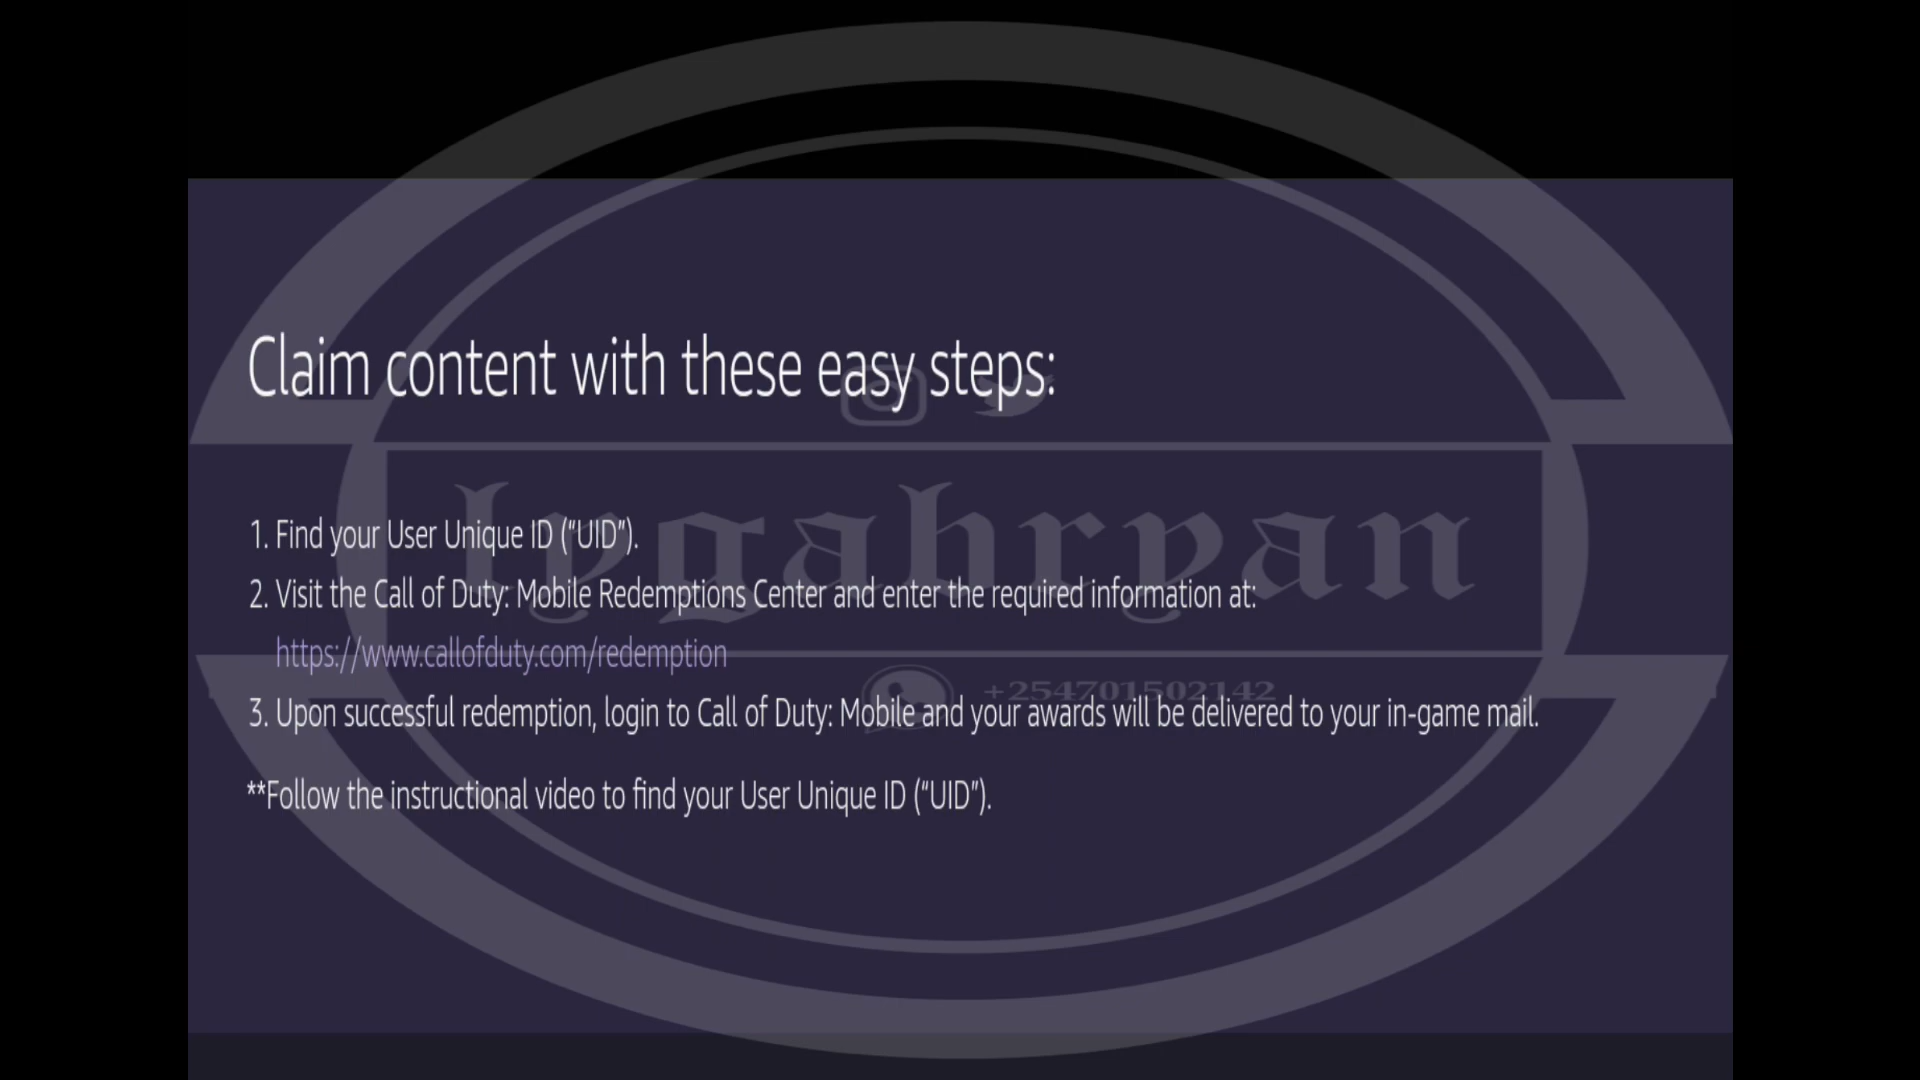 Claim content with these easy steps:
lygahryan
1. Find your User Unique ID (“UID”).
2. Visit the Call of Duty: Mobile Redemptions Center and enter the required information at:
https://www.callofduty.com/redemption
+254701502142
3. Upon successful redemption, login to Call of Duty: Mobile and your awards will be delivered to your in-game mail.
**Follow the instructional video to find your User Unique ID (“UID”).